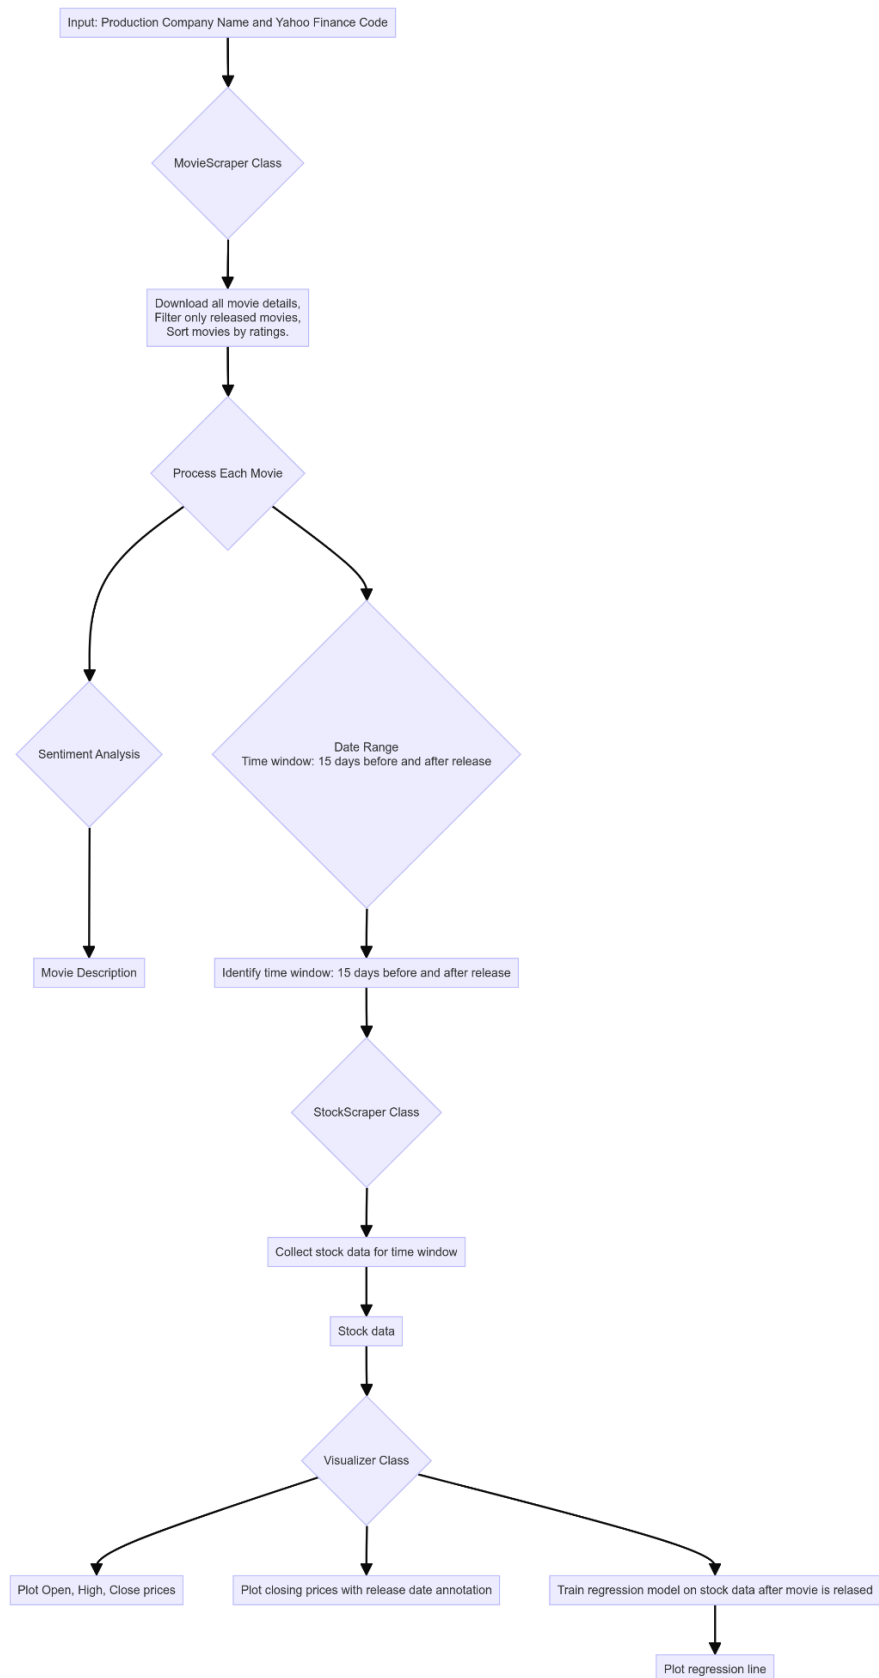 Input: Production Company Name and Yahoo Finance Code
MovieScraper Class
Download all movie details,
Filter only released movies,
Sort movies by ratings.
Process Each Movie
Sentiment Analysis
Date Range
Time window: 15 days before and after release
Movie Description
Identify time window: 15 days before and after release
StockScraper Class
Collect stock data for time window
Stock data
Visualizer Class
Plot Open, High, Close prices
Plot closing prices with release date annotation
Train regression model on stock data after movie is relased
Plot regression line